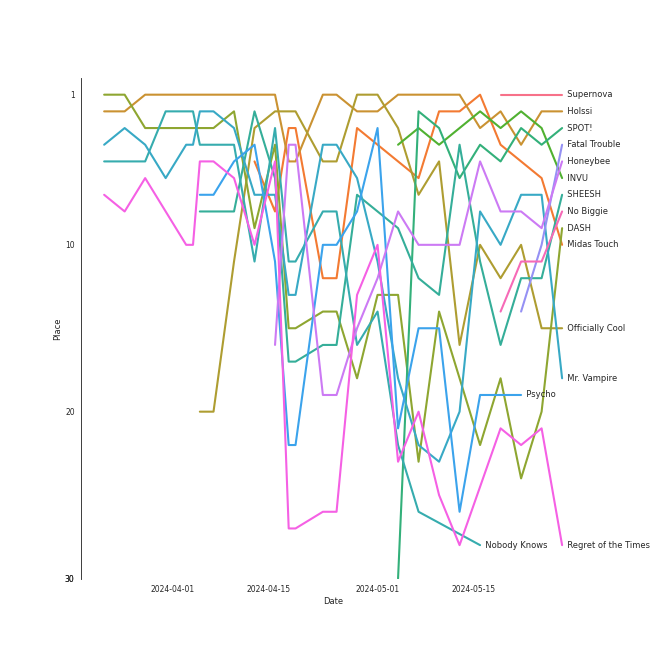 1
10
20
30
Place
2024-04-01
2024-04-15
2024-05-01
2024-05-15
Date
Supernova
Holssi
SPOT!
Fatal Trouble
Honeybee
INVU
SHEESH
No Biggie
DASH
Midas Touch
Officially Cool
Mr. Vampire
Psycho
Nobody Knows
Regret of the Times